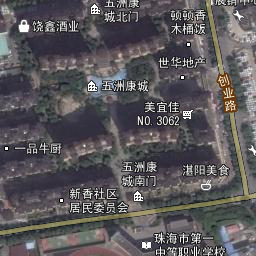 五洲康
城北门
饶鑫酒业
顿顿香
木桶饭
世华地产
五洲康城
创业路
美宜佳
NO. 3062
一品牛厨
五洲康
城南门
湛阳美食
新香社区
居民委员会
珠海市第一
中等职业学校